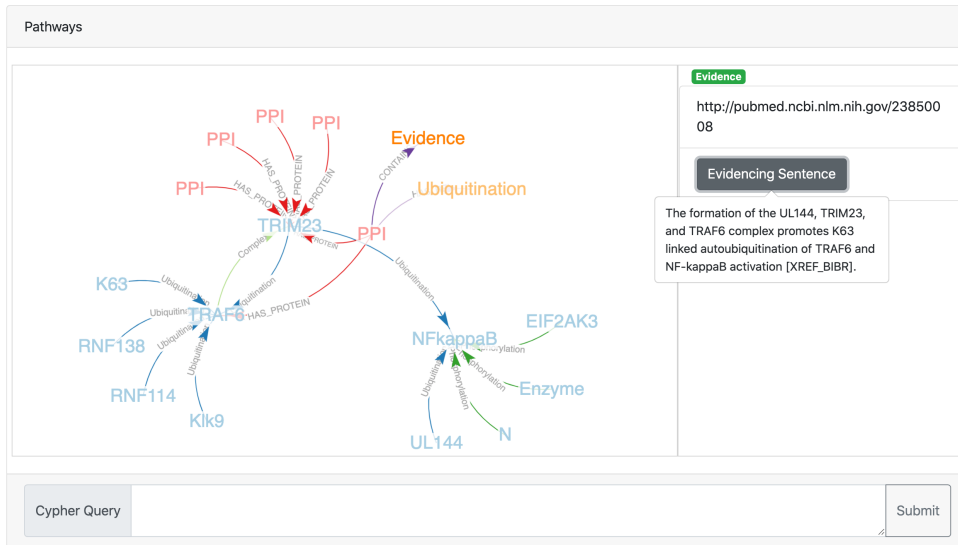 Pathways
Evidence
http://pubmed.ncbi.nlm.nih.gov/238500
08
Evidencing Sentence
The formation of the UL144, TRIM23,
and TRAF6 complex promotes K63
linked autoubiquitination of TRAF6 and
NF-kappaB activation [XREF_BIBR].
PPI
PPI
PPI
PPI
Evidence
Ubiquitination
TRIM23
PPI
K63
TRAF6
HAS_PROTEIN
RNF138
RNF114
Klk9
Ubiquitination
NFkappaB
EIF2AK3
Enzyme
N
UL144
Cypher Query
Submit